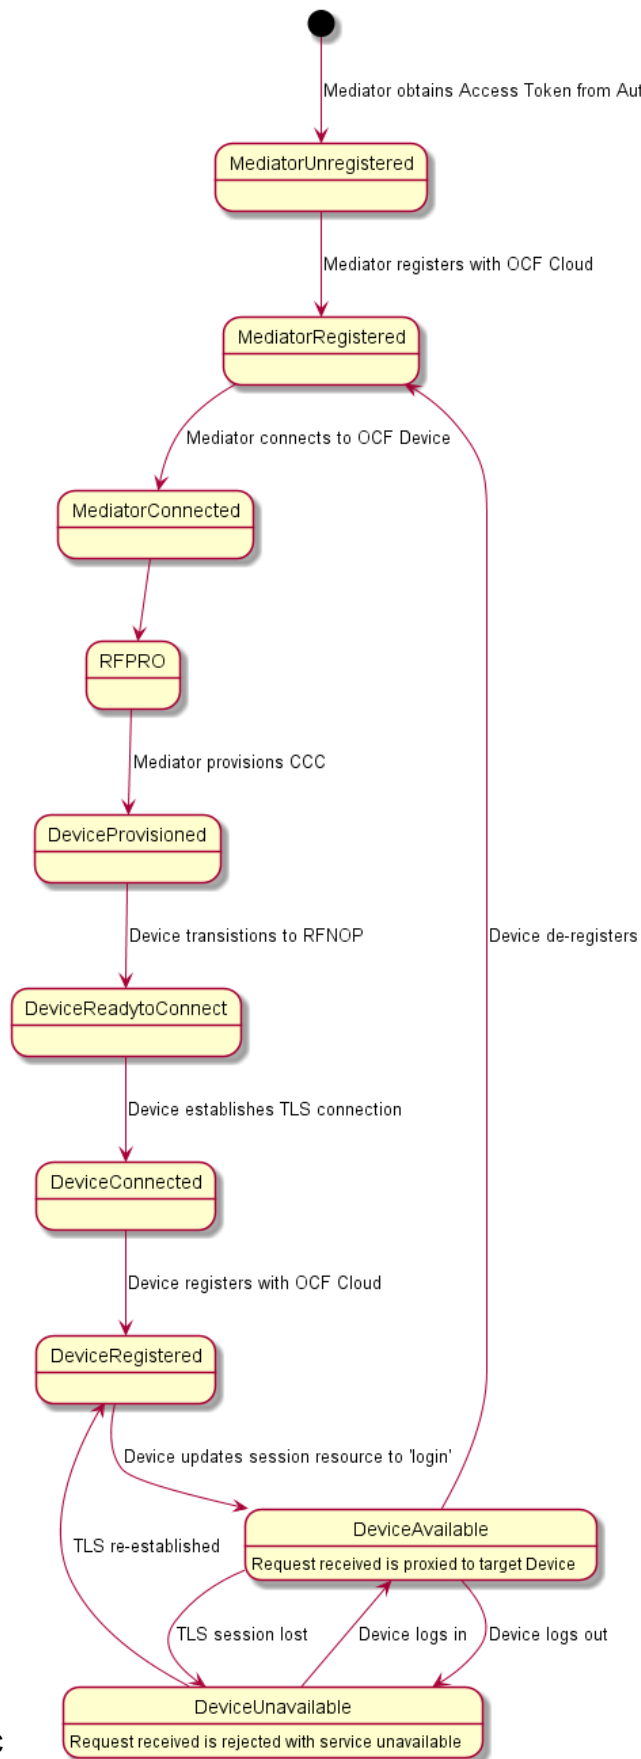 Mediator obtains Access Token from
MediatorUnregistered
Mediator registers with OCF Cloud
MediatorRegistered
Mediator connects to OCF Device
MediatorConnected
RFPRO
Mediator provisions CCC
DeviceProvisioned
Device transistions to RFNOP
Device de-registers
DeviceReadytoConnect
Device establishes TLS connection
DeviceConnected
Device registers with OCF Cloud
DeviceRegistered
Device updates session resource to 'login'
DeviceAvailable
Request received is proxied to target Device
TLS re-established
TLS session lost
Device logs in
Device logs out
DeviceUnavailable
Request received is rejected with service unavailable